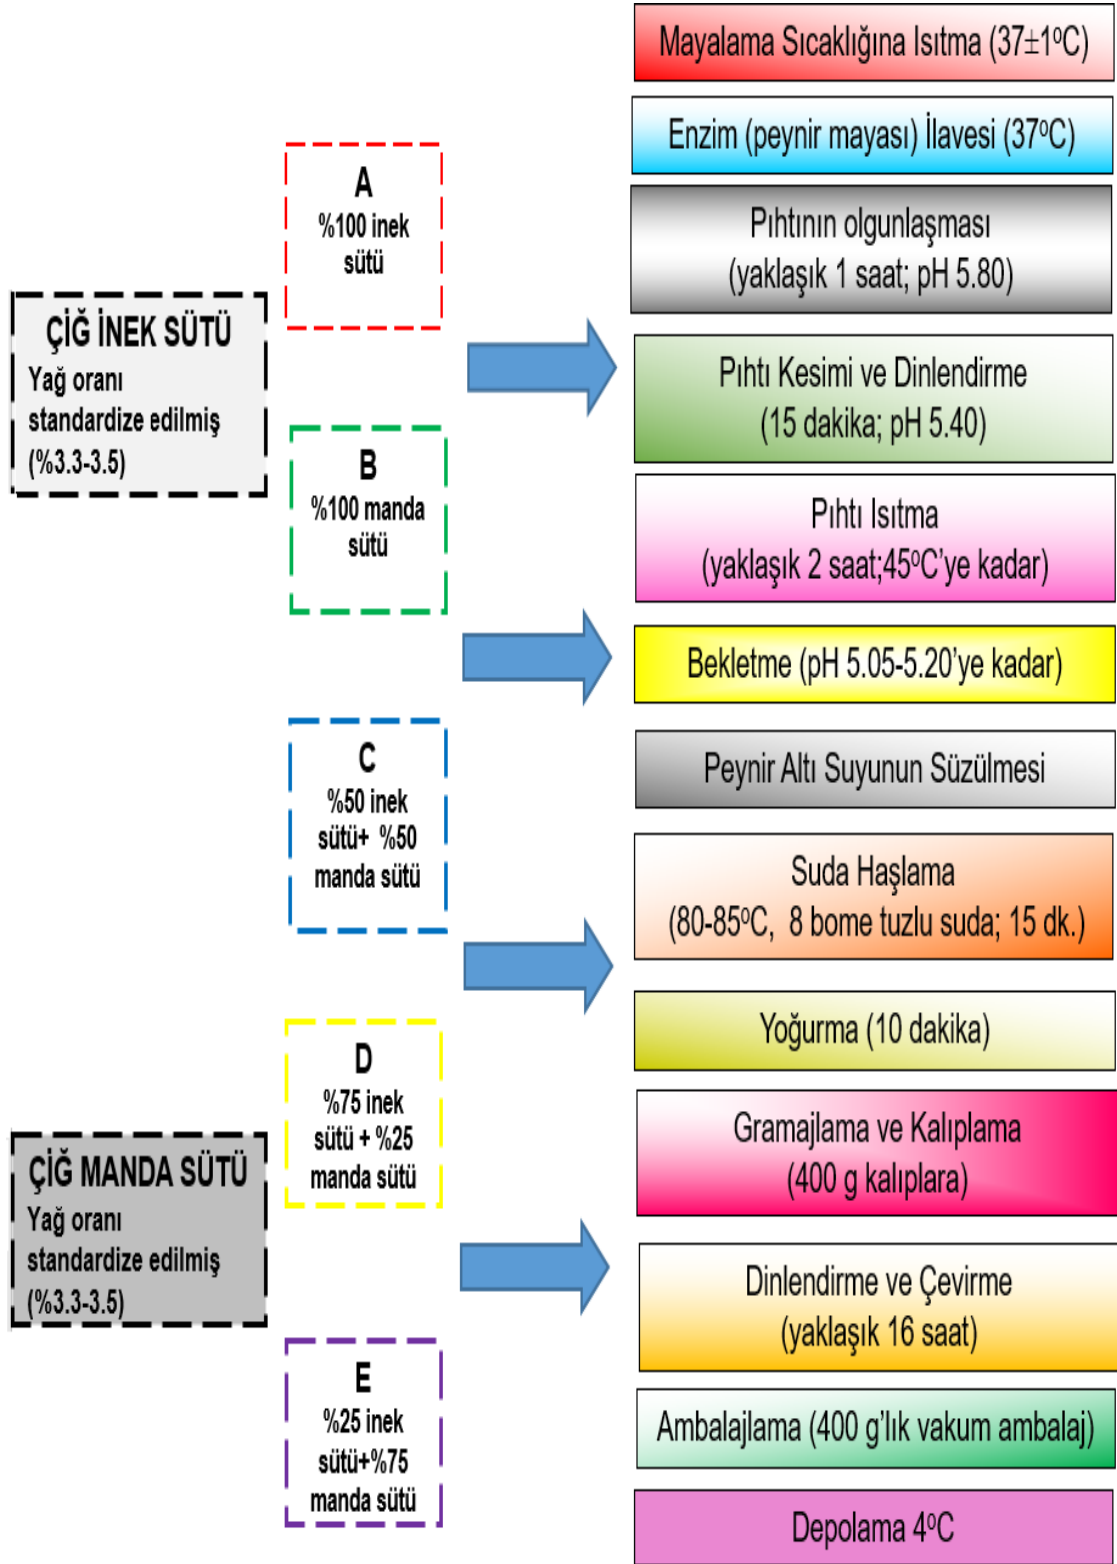 ÇİĞ İNEK SÜTÜ
Yağ oranı
standardize edilmiş
(%3.3-3.5)
ÇİĞ MANDA SÜTÜ
Yağ oranı
standardize edilmiş
(%3.3-3.5)
A
%100 inek
sütü
B
%100 manda
sütü
C
%50 inek
sütü+ %50
manda sütü
D
%75 inek
sütü + %25
manda sütü
E
%25 inek
sütü+%75
manda sütü
Mayalama Sıcaklığına Isıtma (37±1ºC)
Enzim (peynir mayası) İlavesi (37ºC)
Pıhtının olgunlaşması
(yaklaşık 1 saat; pH 5.80)
Pıhtı Kesimi ve Dinlendirme
(15 dakika; pH 5.40)
Pıhtı Isıtma
(yaklaşık 2 saat;45ºC’ye kadar)
Bekletme (pH 5.05-5.20’ye kadar)
Peynir Altı Suyunun Süzülmesi
Suda Haşlama
(80-85ºC, 8 bome tuzlu suda; 15 dk.)
Yoğurma (10 dakika)
Gramajlama ve Kalıplama
(400 g kalıplara)
Dinlendirme ve Çevirme
(yaklaşık 16 saat)
Ambalajlama (400 g’lık vakum ambalaj)
Depolama 4ºC